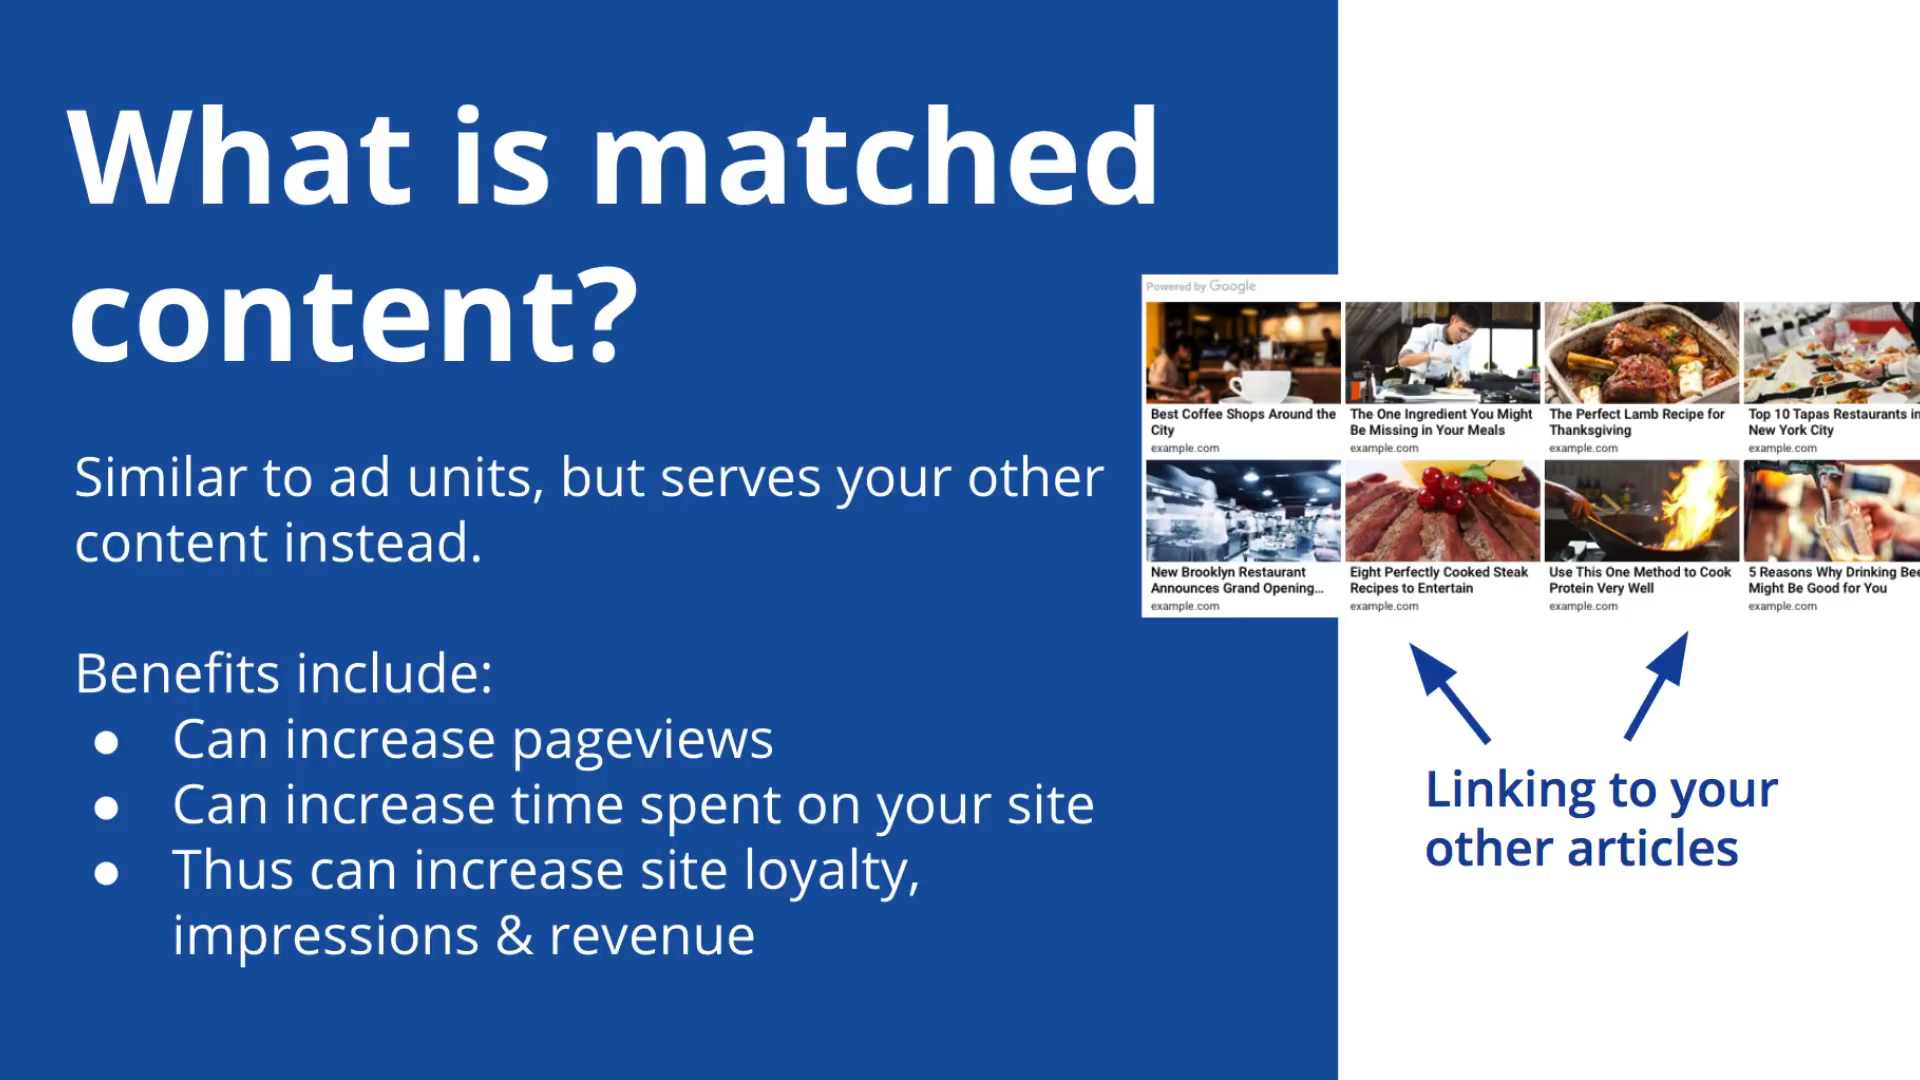 What is matched
content?
Similar to ad units, but serves your other
content instead.
Benefits include:
● Can increase pageviews
● Can increase time spent on your site
● Thus can increase site loyalty,
impressions & revenue
Powered by Google
Best Coffee Shops Around the
City
example.com
The One Ingredient You Might
Be Missing in Your Meals
example.com
The Perfect Lamb Recipe for
Thanksgiving
example.com
Top 10 Tapas Restaurants in
New York City
example.com
New Brooklyn Restaurant
Announces Grand Opening...
example.com
Eight Perfectly Cooked Steak
Recipes to Entertain
example.com
Use This One Method to Cook
Protein Very Well
example.com
5 Reasons Why Drinking Bee
Might Be Good for You
example.com
Linking to your
other articles